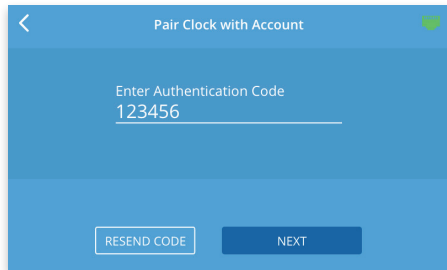 Pair Clock with Account
Enter Authentication Code
123456
RESEND CODE
NEXT